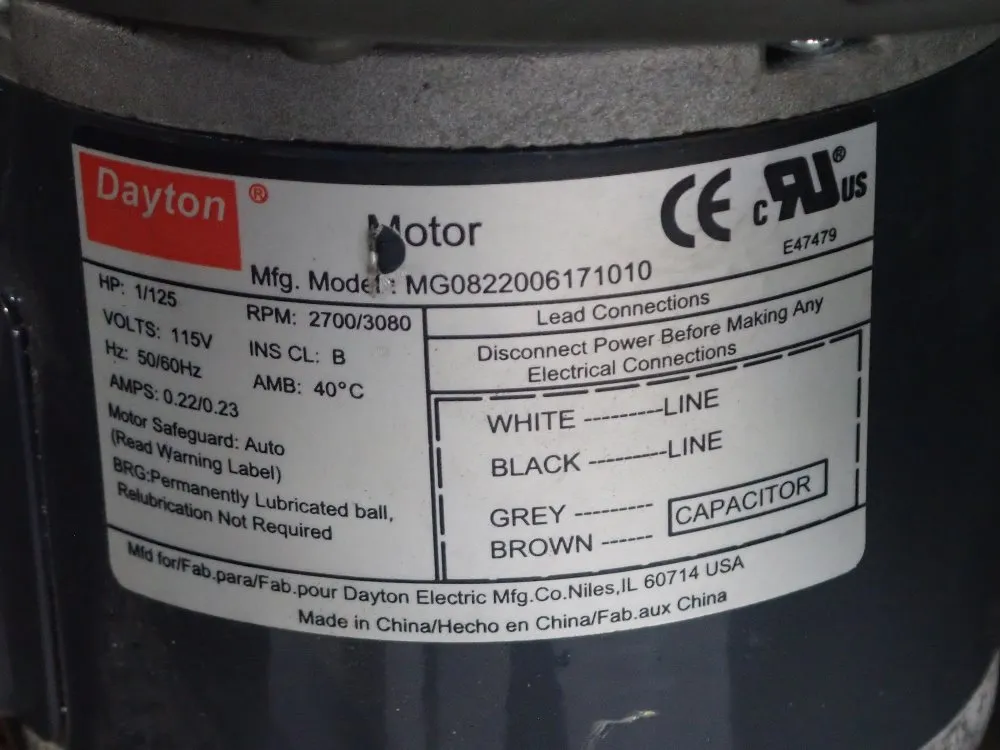 Dayton ®
Motor
CE c RU ® US
E47479
Mfg. Model: MG0822006171010
HP: 1/125
RPM: 2700/3080
VOLTS: 115V
INS CL: B
Hz: 50/60Hz
AMB: 40°C
AMPS: 0.22/0.23
Motor Safeguard: Auto
(Read Warning Label)
BRG:Permanently Lubricated ball,
Relubrication Not Required
Lead Connections
Disconnect Power Before Making Any
Electrical Connections
WHITE ----------LINE
BLACK ---------LINE
GREY ---------
CAPACITOR
BROWN ------
Mfd for/Fab.para/Fab.pour Dayton Electric Mfg.Co.Niles,IL 60714 USA
Made in China/Hecho en China/Fab.aux China